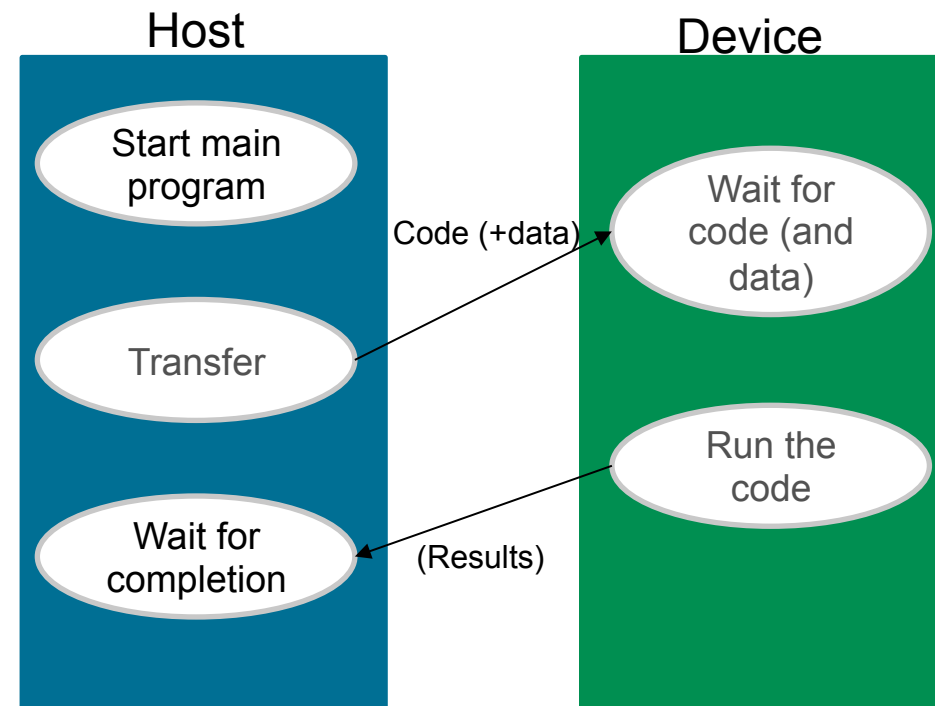 Host
Device
Start main
program
Wait for
code (and
data)
Code (+data)
Transfer
Run the
code
Wait for
completion
(Results)